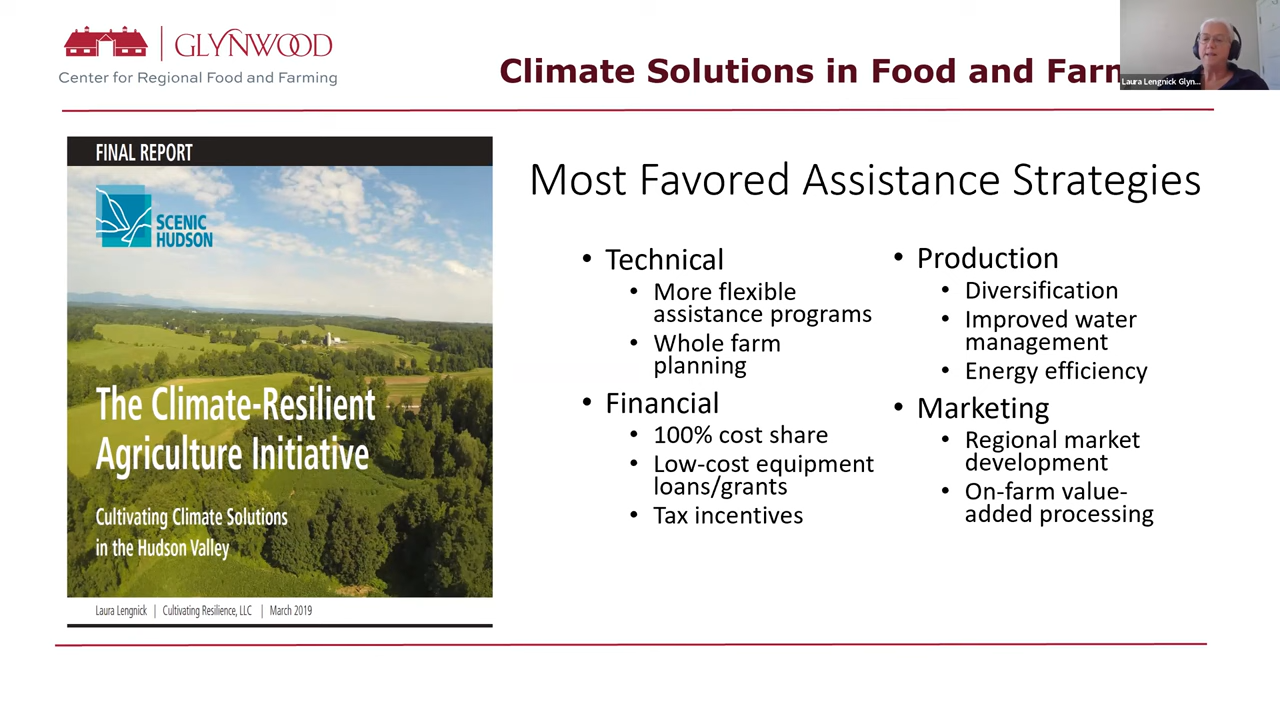 GLYNWOOD
Center for Regional Food and Farming
Climate Solutions in Food and Farm
Laura Lengnick Glyn...
FINAL REPORT
SCENIC
HUDSON
The Climate-Resilient
Agriculture Initiative
Cultivating Climate Solutions
in the Hudson Valley
Laura Lengnick | Cultivating Resilience, LLC | March 2019
Most Favored Assistance Strategies
• Technical
• More flexible
assistance programs
• Whole farm
planning
• Financial
• 100% cost share
• Low-cost equipment
loans/grants
• Tax incentives
• Production
• Diversification
• Improved water
management
• Energy efficiency
• Marketing
• Regional market
development
• On-farm value-
added processing